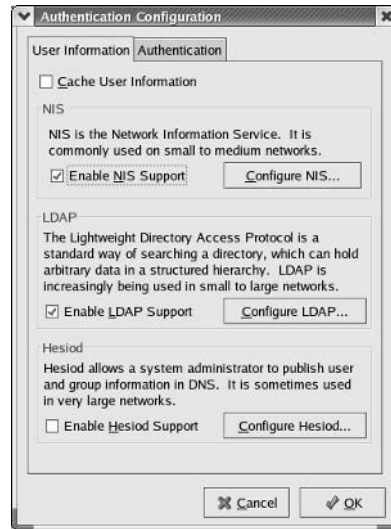 Authentication Configuration
User Information
Authentication
Cache User Information
NIS
NIS is the Network Information Service. It is
commonly used on small to medium networks.
Enable NIS Support
Configure NIS...
LDAP
The Lightweight Directory Access Protocol is a
standard way of searching a directory, which can hold
arbitrary data in a structured hierarchy. LDAP is
increasingly being used in small to large networks.
Enable LDAP Support
Configure LDAP...
Hesiod
Hesiod allows a system administrator to publish user
and group information in DNS. It is sometimes used
in very large networks.
Enable Hesiod Support
Configure Hesiod...
Cancel
OK